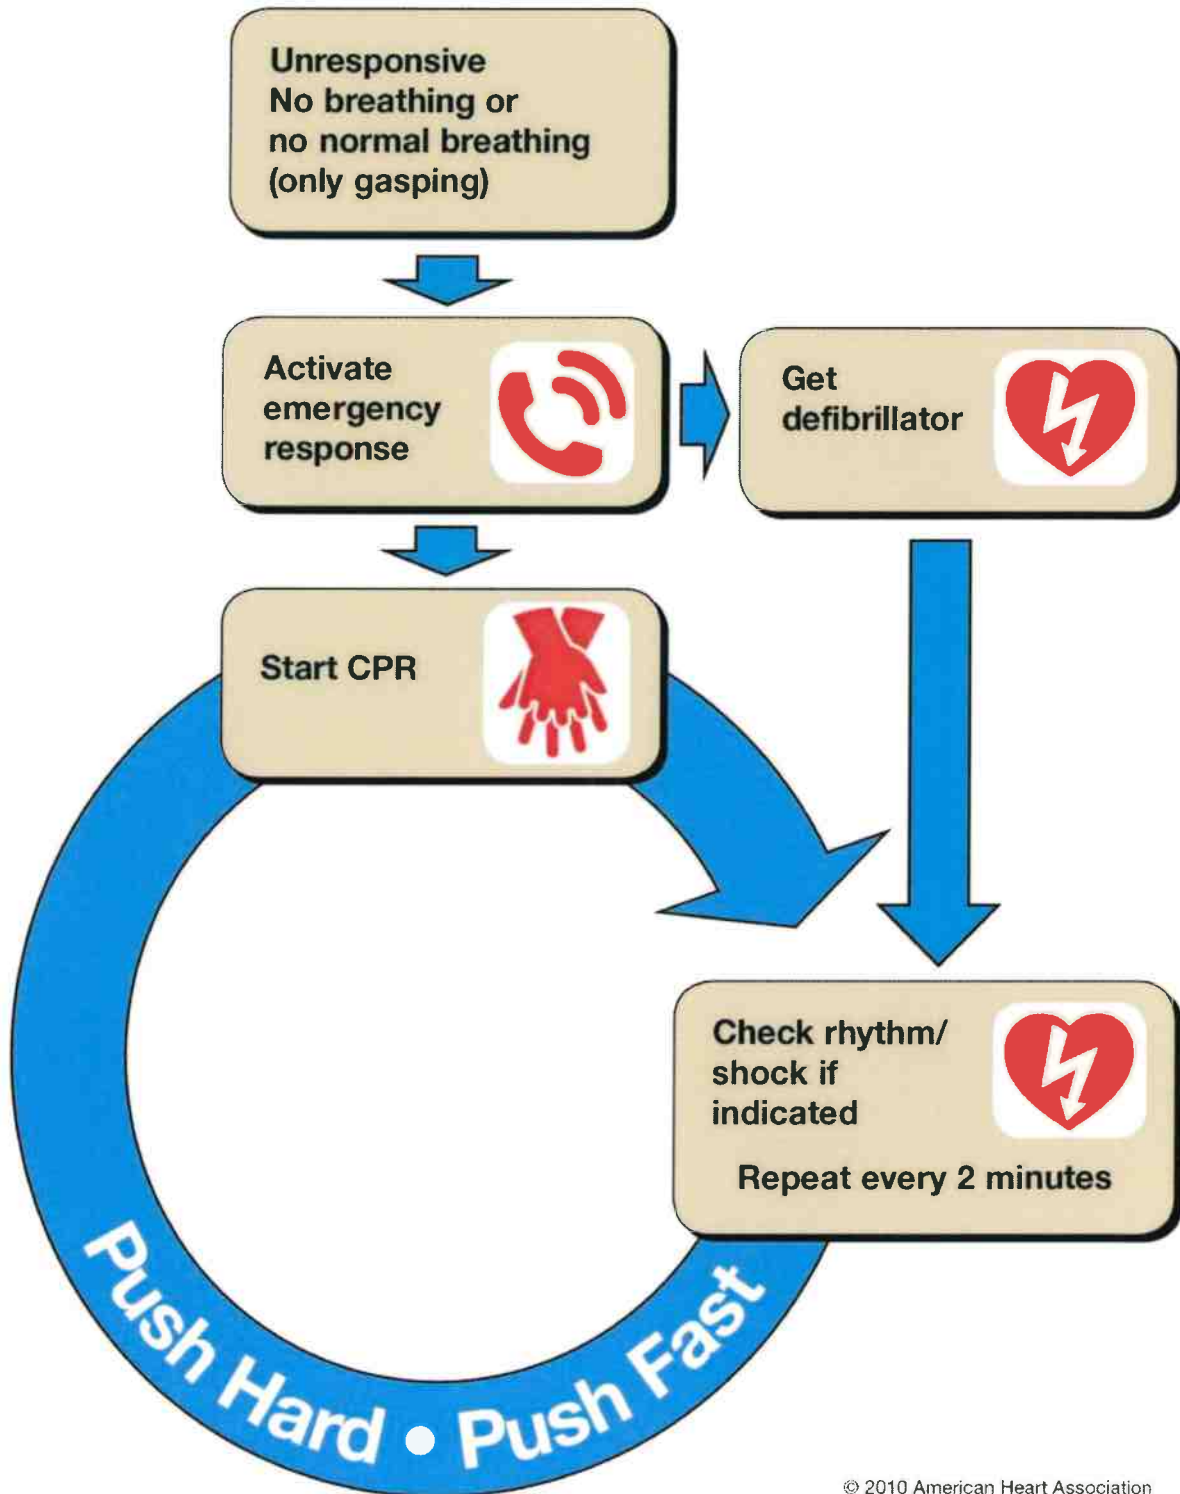 Unresponsive
No breathing or
no normal breathing
(only gasping)
Activate
emergency
response
Get
defibrillator
Start CPR
Check rhythm/
shock if
indicated
Repeat every 2 minutes
Push Hard • Push Fast
© 2010 American Heart Association